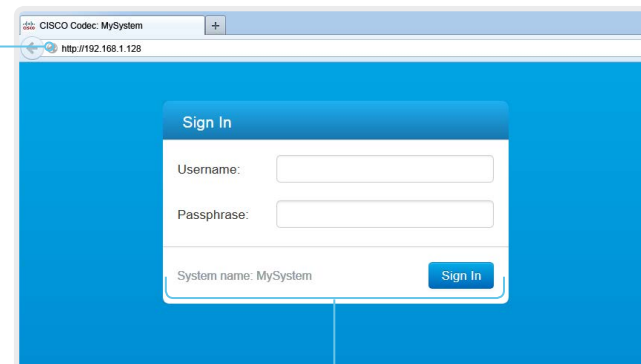 CISCO Codec: MySystem
+
http://192.168.1.128
Sign In
Username:
Passphrase:
System name: MySystem
Sign In